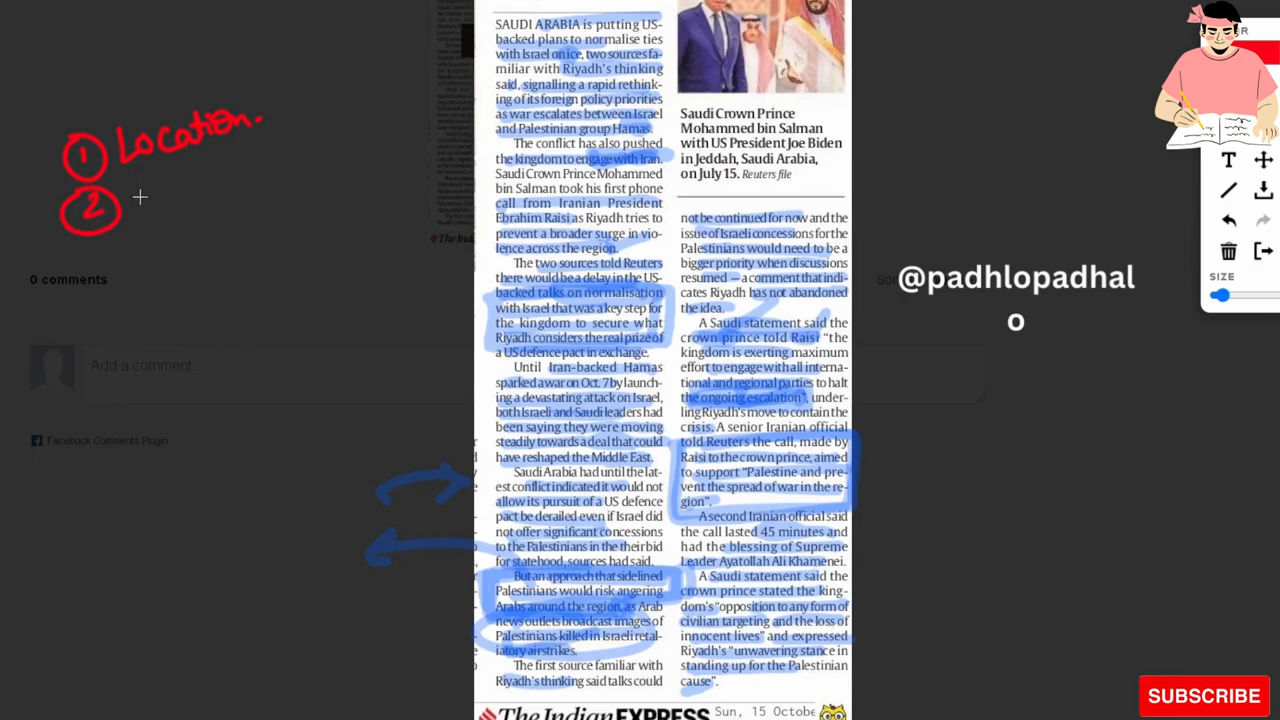 SAUDI ARABIA is putting US-
backed plans to normalise ties
with Israel on ice, two sources fa-
miliar with Riyadh's thinking
said, signalling a rapid rethink-
ing of its foreign policy priorities
as war escalates between Israel
and Palestinian group Hamas.
The conflict has also pushed
the kingdom to engage with Iran.
Saudi Crown Prince Mohammed
bin Salman took his first phone
call from Iranian President
Ebrahim Raisi as Riyadh tries to
prevent a broader surge in vio-
lence across the region.
The two sources told Reuters
there would be a delay in the US-
backed talks on normalisation
with Israel that was a key step for
the kingdom to secure what
Riyadh considers the real prize of
a US defence pact in exchange.
Until Iran-backed Hamas
sparked a war on Oct. 7 by launch-
ing a devastating attack on Israel,
both Israeli and Saudi leaders had
been saying they were moving
steadily towards a deal that could
have reshaped the Middle East.
Saudi Arabia had until the lat-
est conflict indicated it would not
allow its pursuit of a US defence
pact be derailed even if Israel did
not offer significant concessions
to the Palestinians in the their bid
for statehood, sources had said.
But an approach that sidelined
Palestinians would risk angering
Arabs around the region, as Arab
news outlets broadcast images of
Palestinians killed in Israeli retal-
iatory airstrikes.
The first source familiar with
Riyadh's thinking said talks could
Saudi Crown Prince
Mohammed bin Salman
with US President Joe Biden
in Jeddah, Saudi Arabia,
on July 15. Reuters file
not be continued for now and the
issue of Israeli concessions for the
Palestinians would need to be a
bigger priority when discussions
resumed — a comment that indi-
cates Riyadh has not abandoned
the idea.
A Saudi statement said the
crown prince told Raisi "the
kingdom is exerting maximum
effort to engage with all interna-
tional and regional parties to halt
the ongoing escalation", under-
ling Riyadh's move to contain the
crisis. A senior Iranian official
told Reuters the call, made by
Raisi to the crown prince, aimed
to support "Palestine and pre-
vent the spread of war in the re-
gion".
A second Iranian official said
the call lasted 45 minutes and
had the blessing of Supreme
Leader Ayatollah Ali Khamenei.
A Saudi statement said the
crown prince stated the king-
dom's "opposition to any form of
civilian targeting and the loss of
innocent lives" and expressed
Riyadh's "unwavering stance in
standing up for the Palestinian
cause".
The Indian EXPRESS
Sun, 15 Octobe
1 Location.
2
The Indi
0 comments
Add a comment
Facebook Comments Plugin
@padhlopadhal
o
T
SIZE
SUBSCRIBE